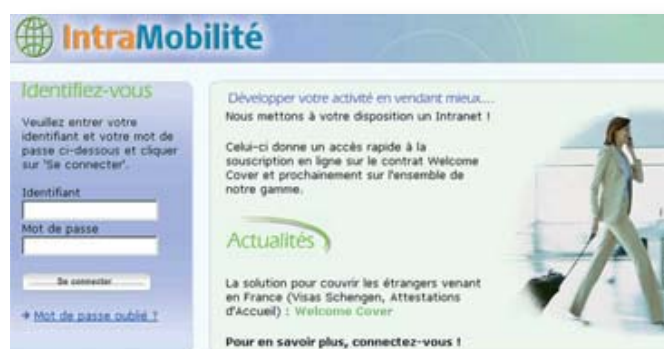 IntraMobilité
Identifiez-vous
Veuillez entrer votre
identifiant et votre mot de
passe ci-dessous et cliquer
sur 'Se connecter'.
Identifiant
Mot de passe
Se connecter
Mot de passe oublié ?
Développer votre activité en vendant mieux...
Nous mettons à votre disposition un Intranet !
Celui-ci donne un accès rapide à la
souscription en ligne sur le contrat Welcome
Cover et prochainement sur l'ensemble de
notre gamme.
Actualités
La solution pour couvrir les étrangers venant
en France (Visas Schengen, Attestations
d'Accueil) : Welcome Cover
Pour en savoir plus, connectez-vous !